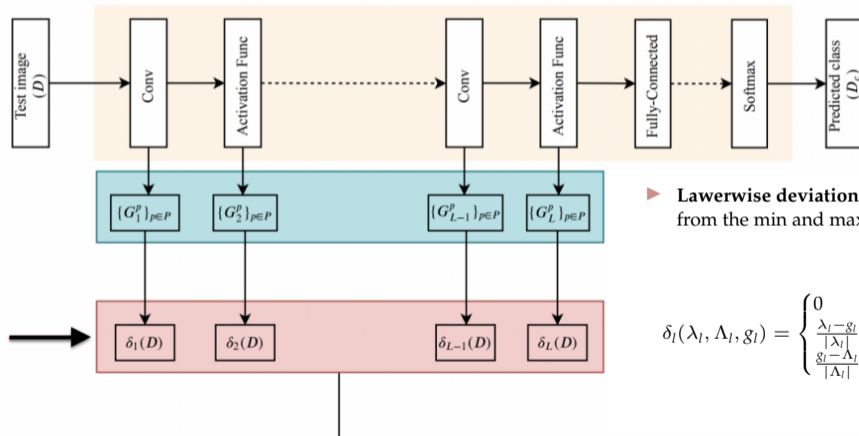 Test image
(D)
Conv
Activation Func
Conv
Activation Func
Fully-Connected
Softmax
Predicted class
(D_c)
{G_1^p}_{p∈P}
{G_2^p}_{p∈P}
{G_{L-1}^p}_{p∈P}
{G_L^p}_{p∈P}
► Lawerwise deviation
from the min and max
δ_1(D)
δ_2(D)
δ_{L-1}(D)
δ_L(D)
δ_l(λ_l, Λ_l, g_l) = { 0
(λ_l − g_l)/|λ_l|
(g_l − Λ_l)/|Λ_l|